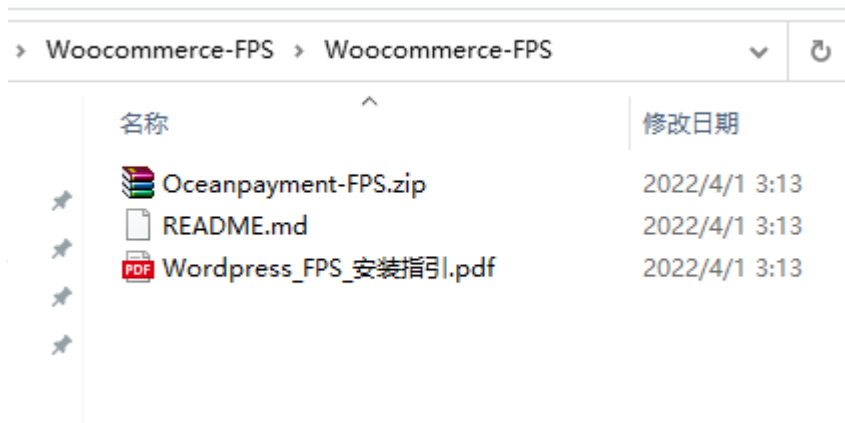 › Woocommerce-FPS › Woocommerce-FPS
名称 修改日期
Oceanpayment-FPS.zip 2022/4/1 3:13
README.md 2022/4/1 3:13
PDF Wordpress_FPS_安装指引.pdf 2022/4/1 3:13